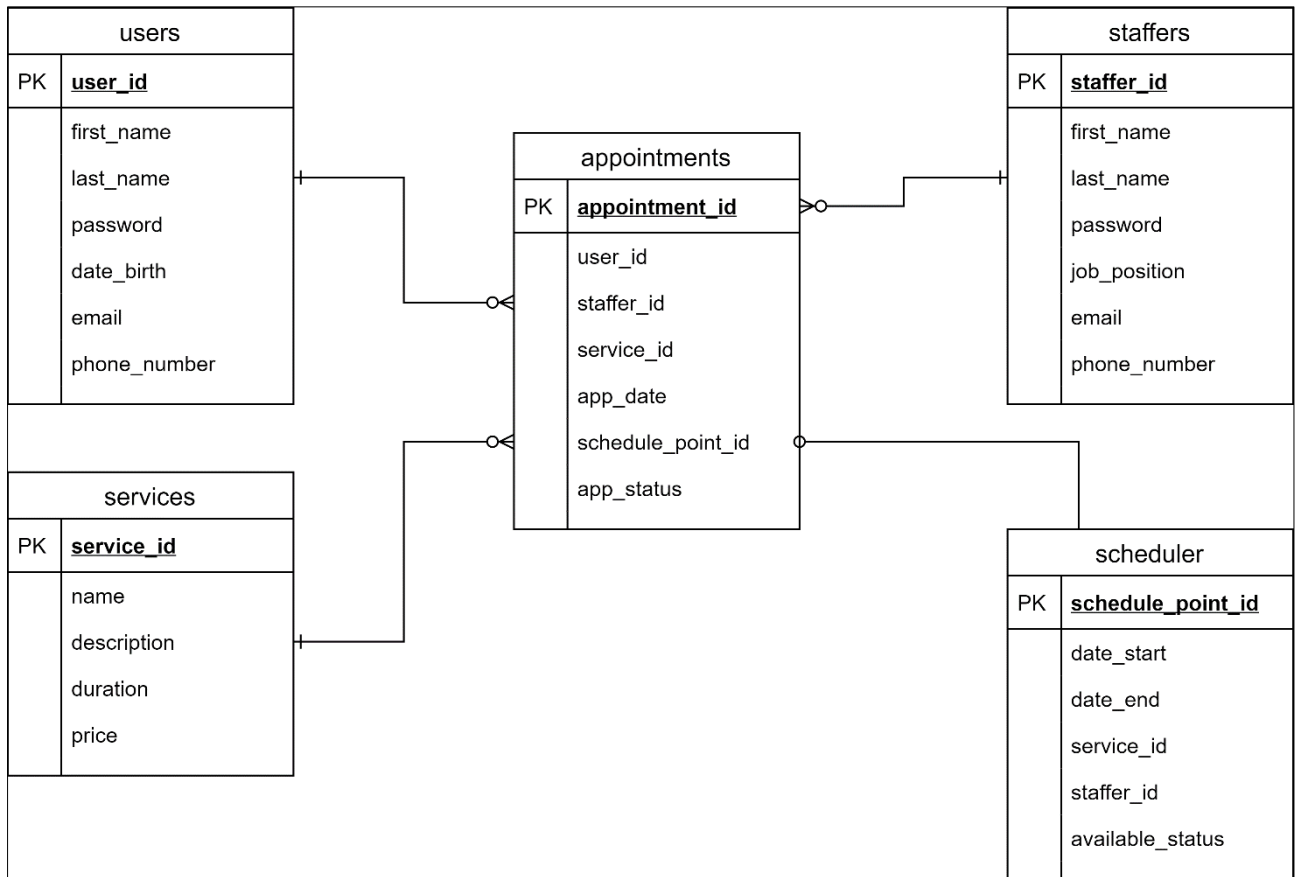 users
PK user_id
first_name
last_name
password
date_birth
email
phone_number
services
PK service_id
name
description
duration
price
appointments
PK appointment_id
user_id
staffer_id
service_id
app_date
schedule_point_id
app_status
staffers
PK staffer_id
first_name
last_name
password
job_position
email
phone_number
scheduler
PK schedule_point_id
date_start
date_end
service_id
staffer_id
available_status